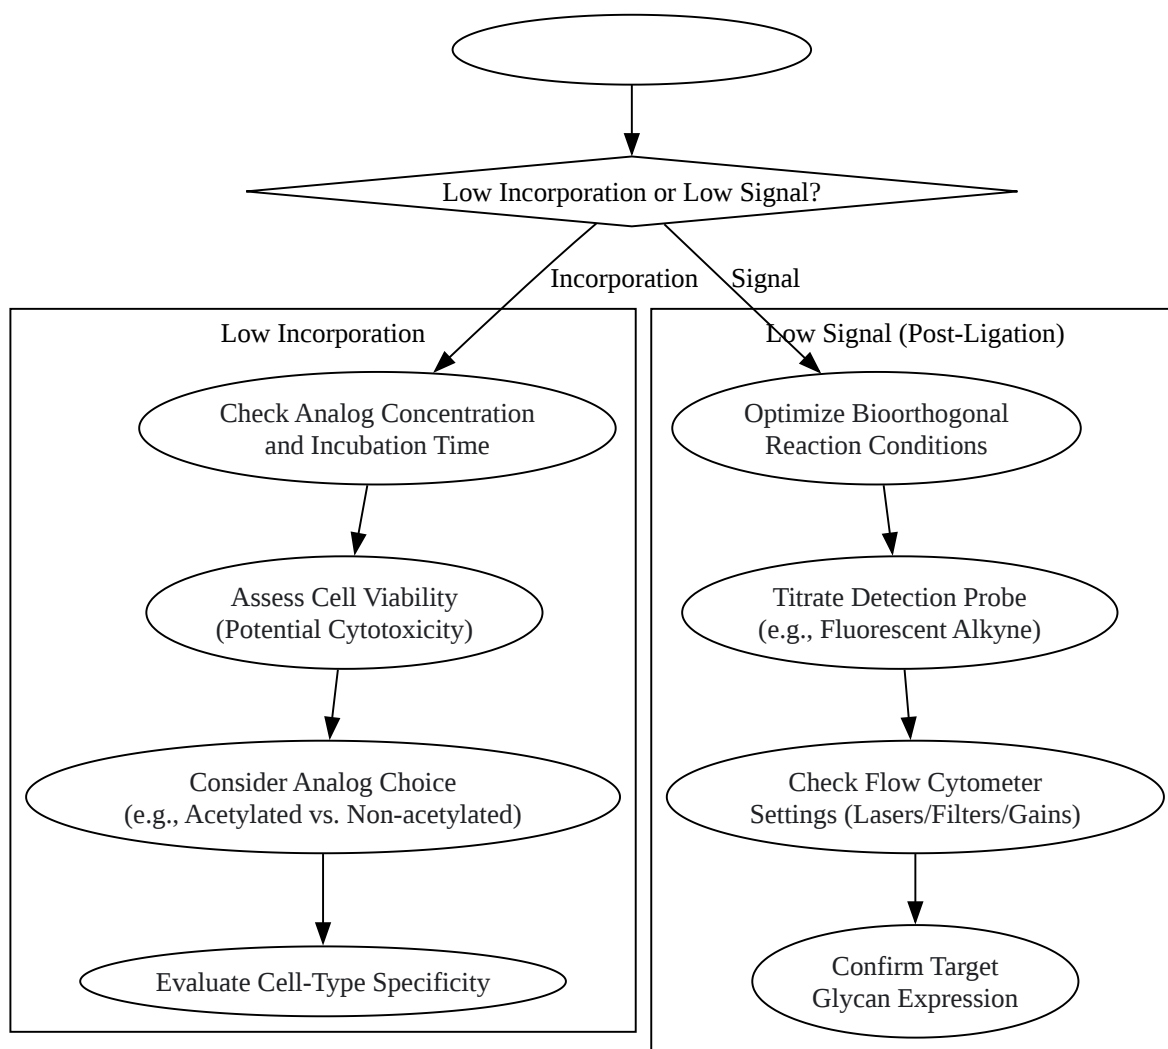 Low Incorporation or Low Signal?
Incorporation
Signal
Low Incorporation
Check Analog Concentration
and Incubation Time
Assess Cell Viability
(Potential Cytotoxicity)
Consider Analog Choice
(e.g., Acetylated vs. Non-acetylated)
Evaluate Cell-Type Specificity
Low Signal (Post-Ligation)
Optimize Bioorthogonal
Reaction Conditions
Titrate Detection Probe
(e.g., Fluorescent Alkyne)
Check Flow Cytometer
Settings (Lasers/Filters/Gains)
Confirm Target
Glycan Expression